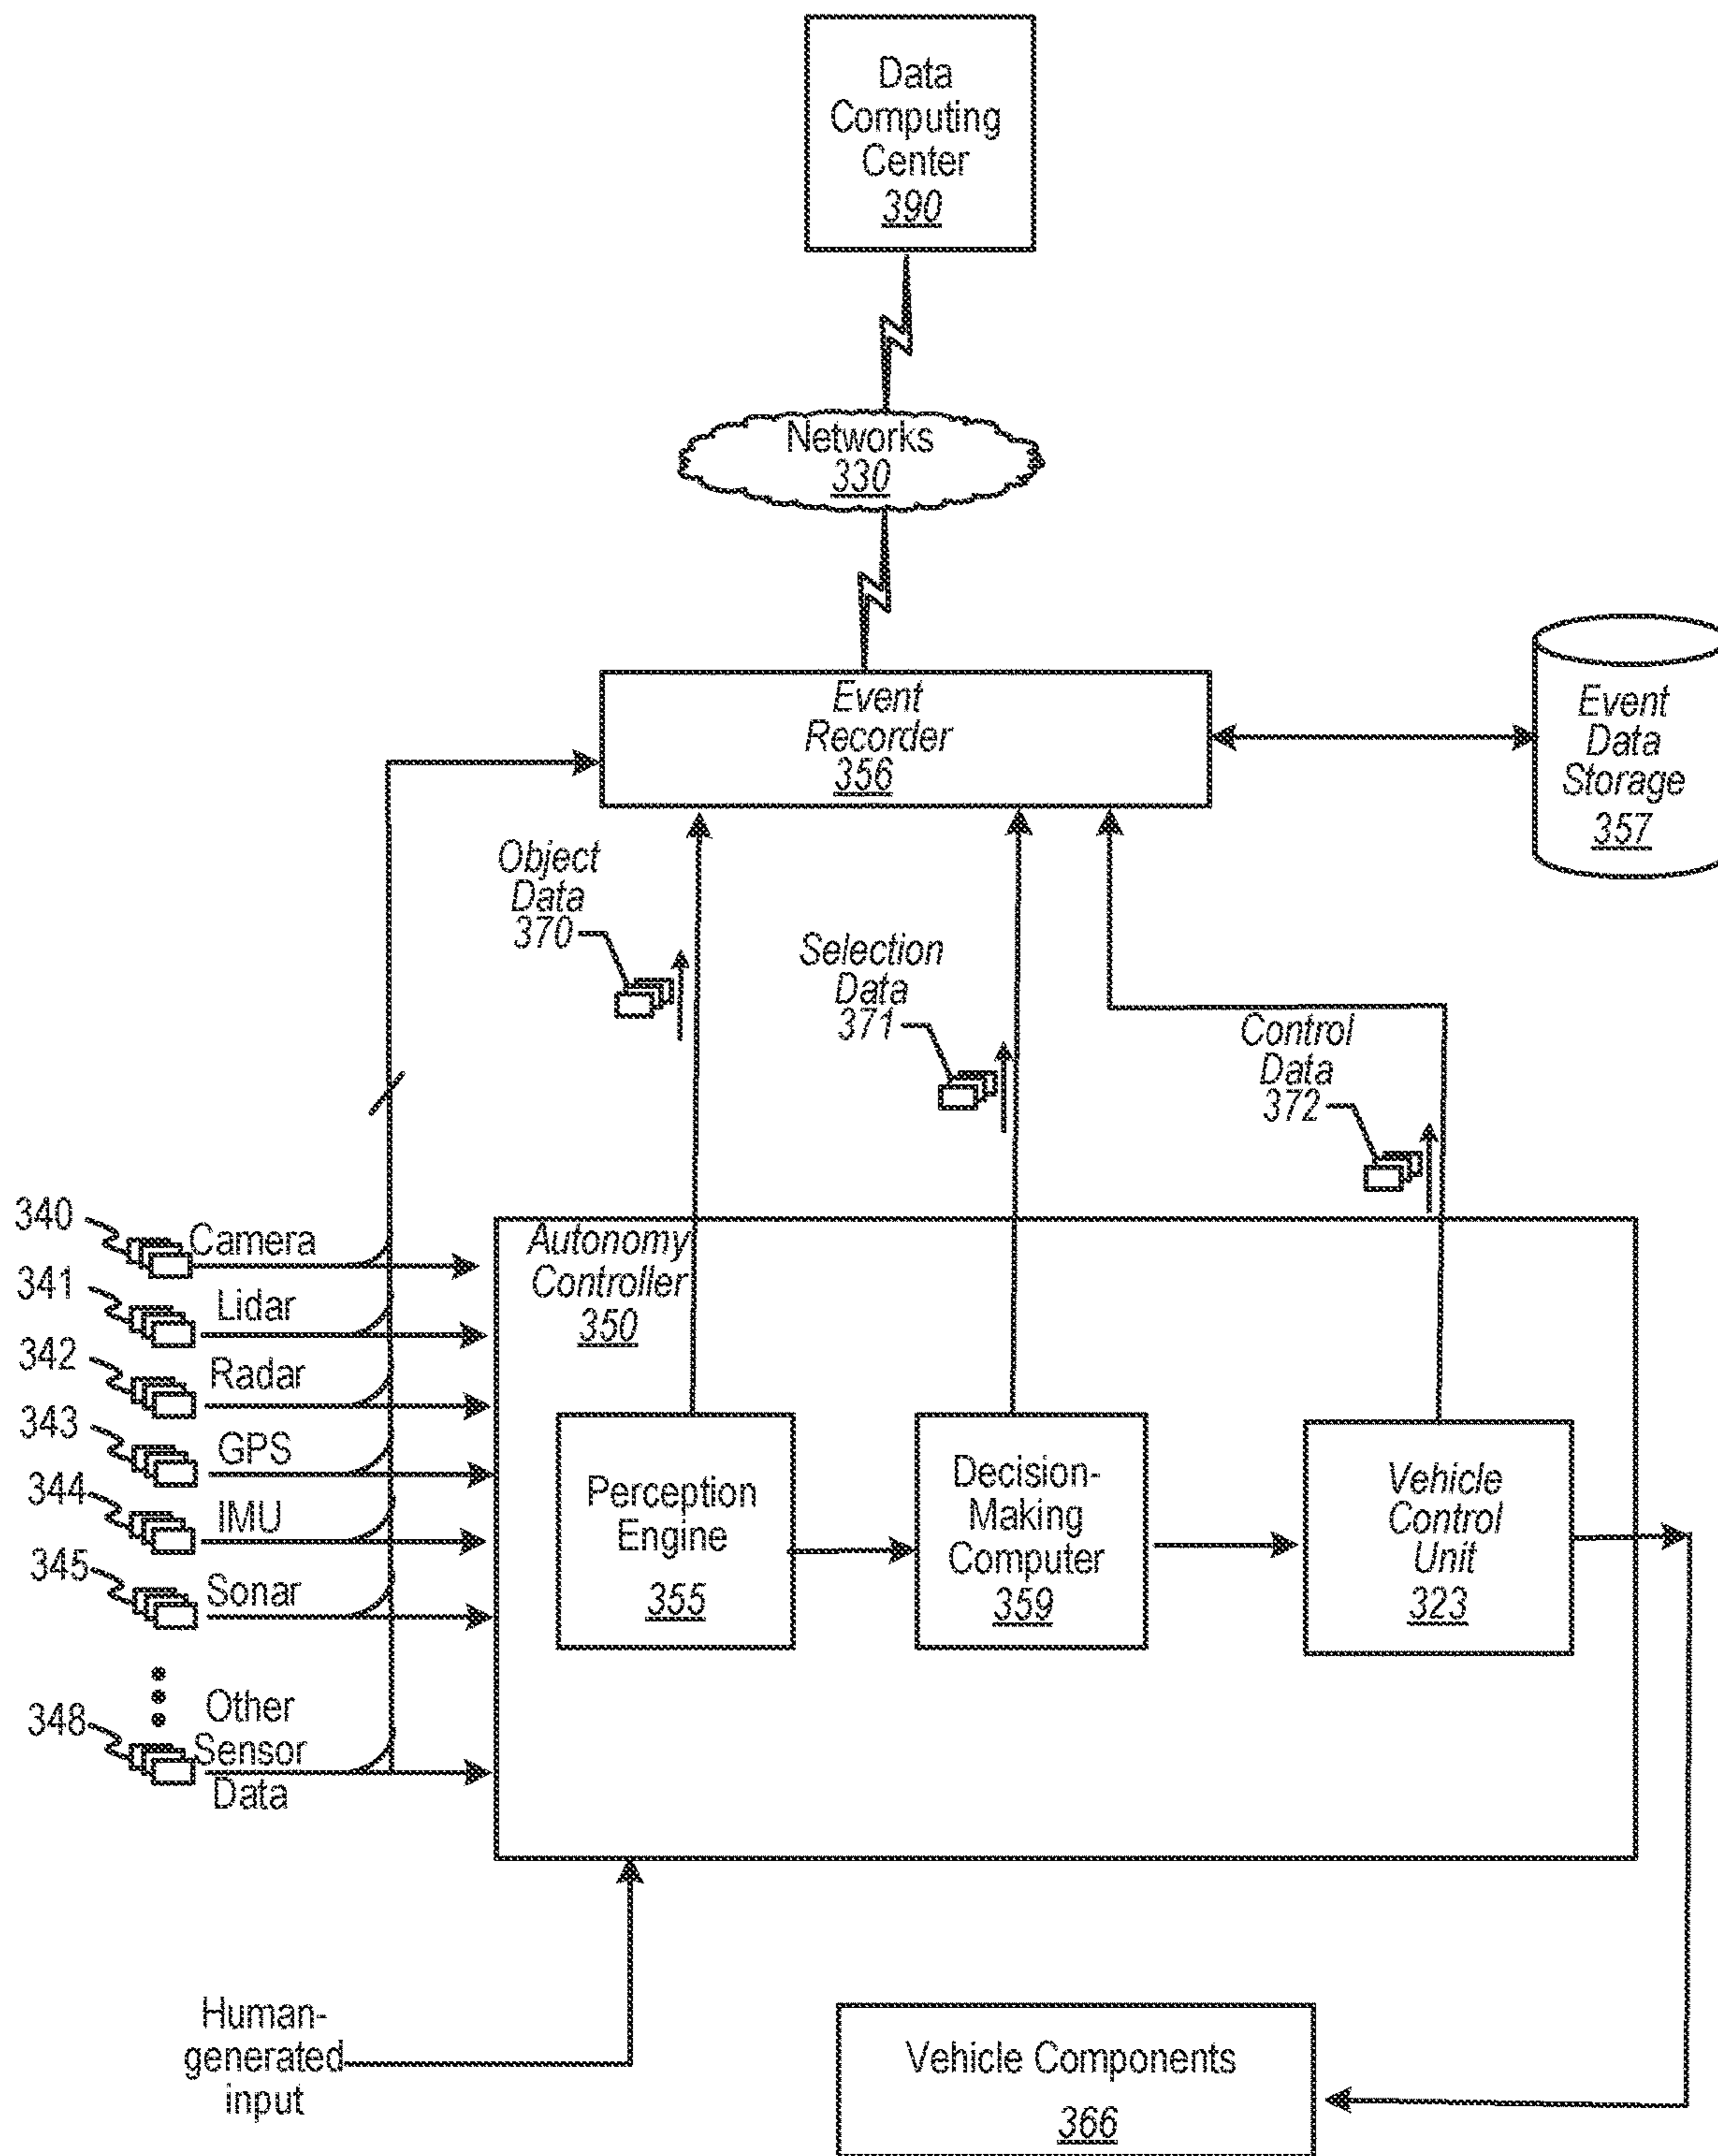 Data
Computing
Center
390
Networks
330
Event
Recorder
356
Event
Data
Storage
357
Object
Data
370
Selection
Data
371
Control
Data
372
340
Camera
341
Lidar
342
Radar
343
GPS
344
IMU
345
Sonar
348
Other
Sensor
Data
Autonomy
Controller
350
Perception
Engine
355
Decision-
Making
Computer
359
Vehicle
Control
Unit
323
Human-
generated
input
Vehicle Components
366